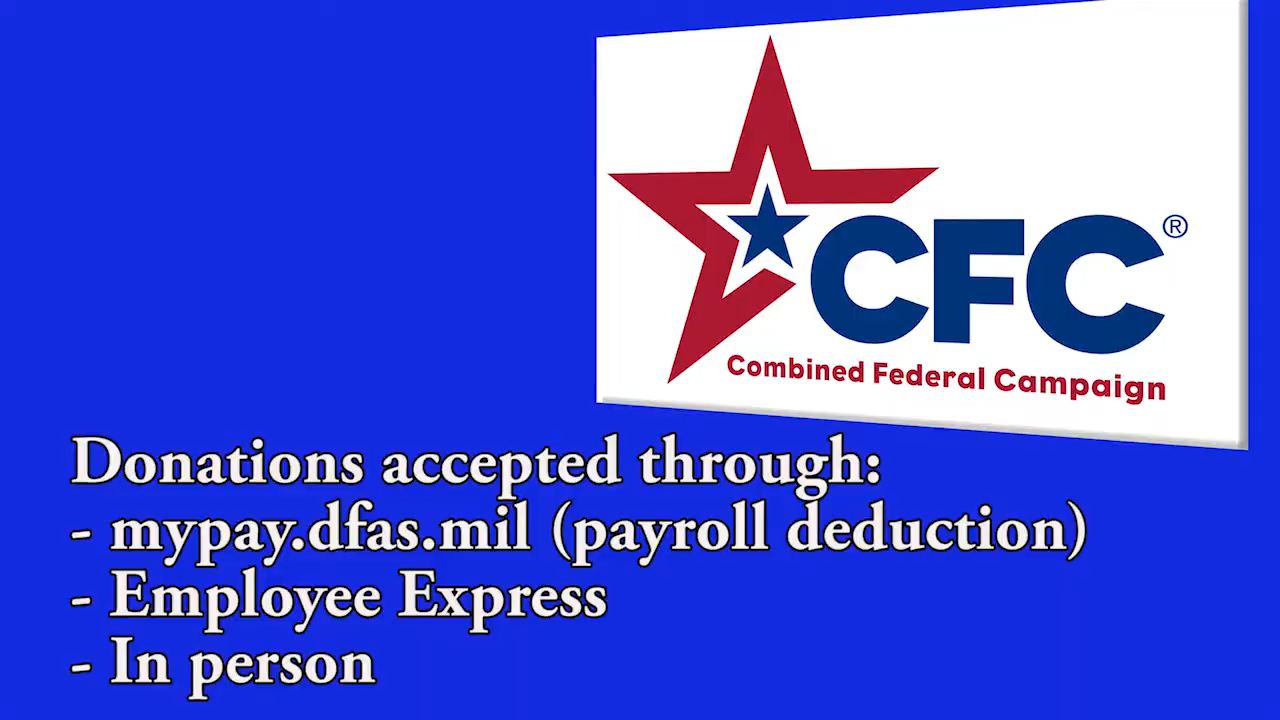 CFC®
Combined Federal Campaign
Donations accepted through:
- mypay.dfas.mil (payroll deduction)
- Employee Express
- In person